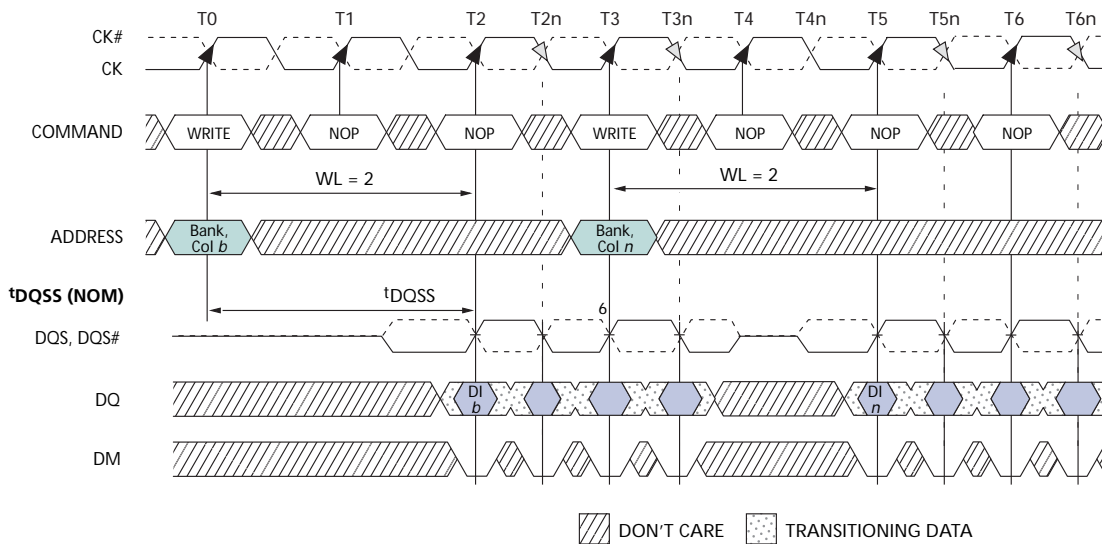 T0 T1 T2 T2n T3 T3n T4 T4n T5 T5n T6 T6n
CK#
CK
COMMAND WRITE NOP NOP WRITE NOP NOP NOP
WL = 2 WL = 2
ADDRESS Bank, Col b Bank, Col n
tDQSS (NOM) tDQSS
6
DQS, DQS#
DQ DI b DI n
DM
DON'T CARE TRANSITIONING DATA